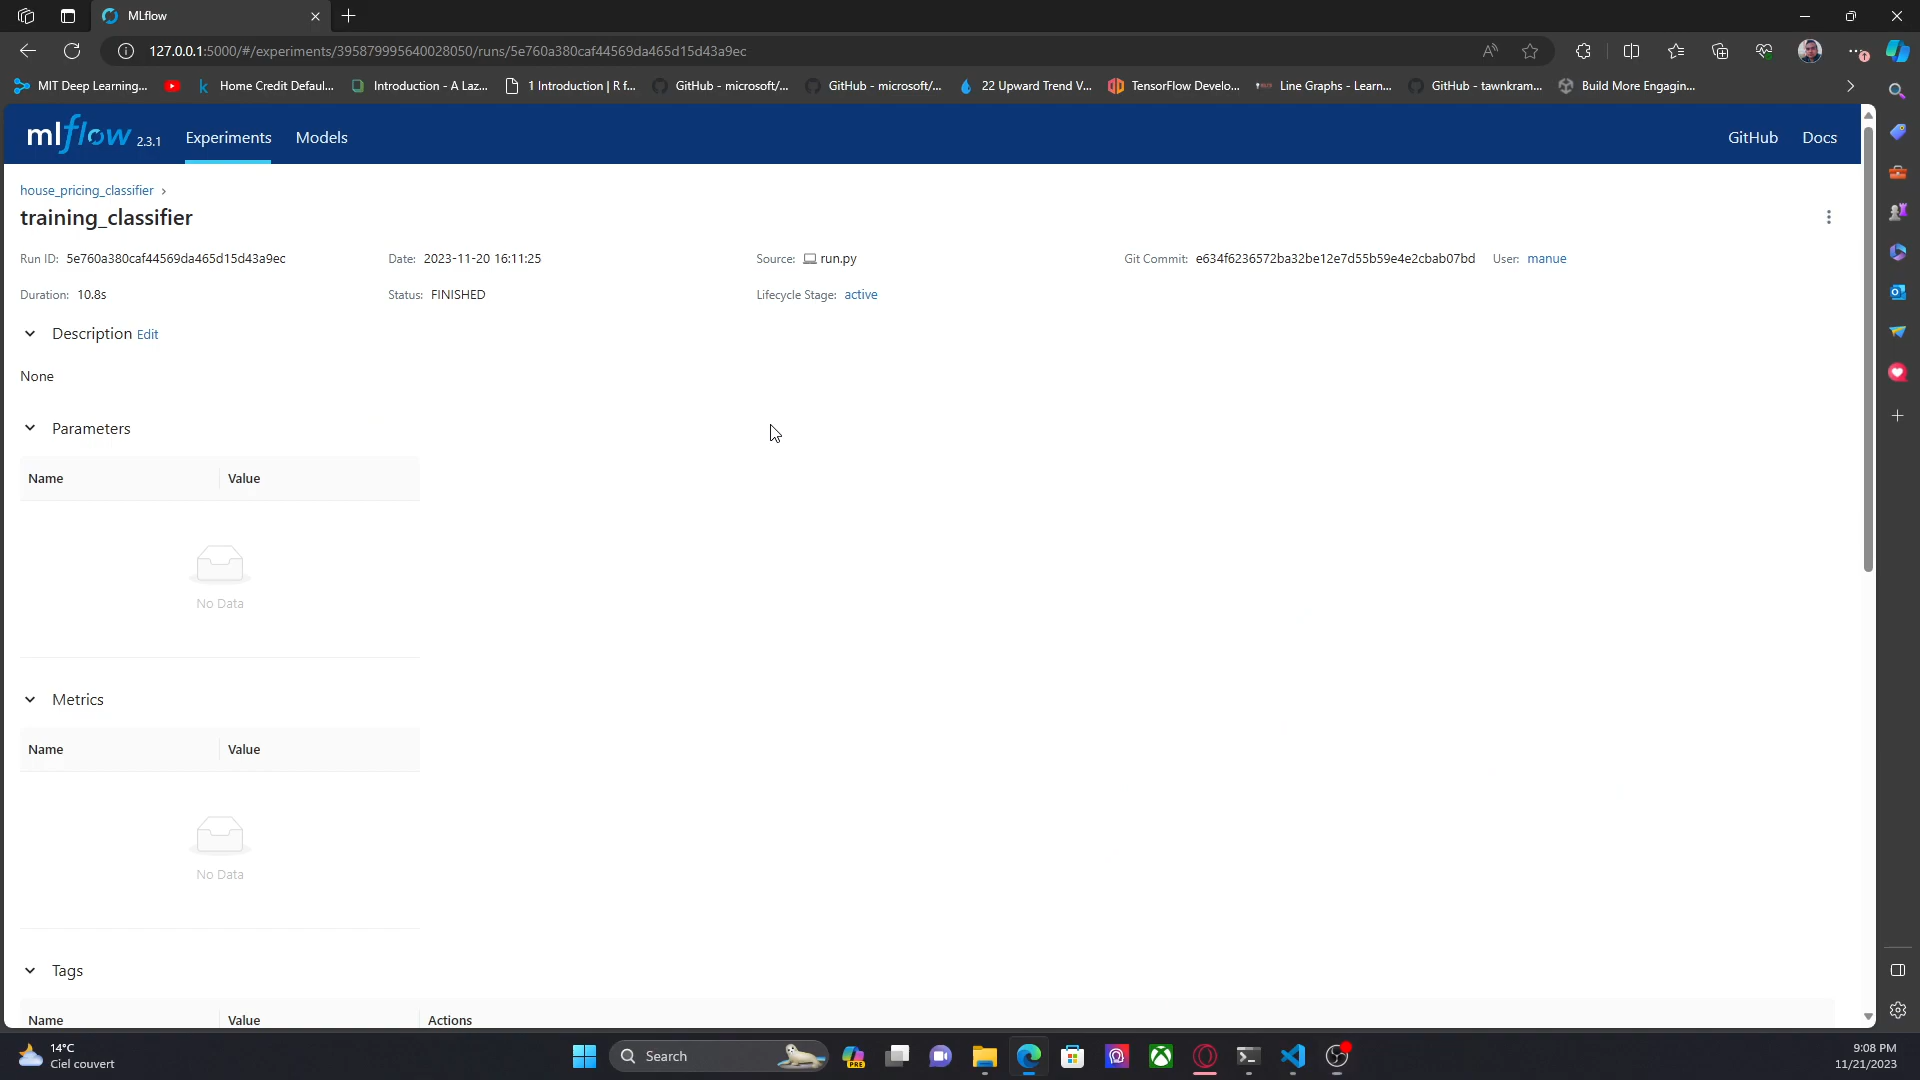 MLflow
127.0.0.1:5000/#/experiments/395879995640028050/runs/5e760a380caf44569da465d15d43a9ec
MIT Deep Learning... Home Credit Defaul... Introduction - A Laz... 1 Introduction | R f... GitHub - microsoft/... GitHub - microsoft/... 22 Upward Trend V... TensorFlow Develo... Line Graphs - Learn... GitHub - tawnkram... Build More Engagin...
mlflow 2.3.1 Experiments Models GitHub Docs
house_pricing_classifier ›
training_classifier
Run ID: 5e760a380caf44569da465d15d43a9ec Date: 2023-11-20 16:11:25 Source: run.py Git Commit: e634f6236572ba32be12e7d55b59e4e2cbab07bd User: manue
Duration: 10.8s Status: FINISHED Lifecycle Stage: active
Description Edit
None
Parameters
Name Value
No Data
Metrics
Name Value
No Data
Tags
Name Value Actions
14°C
Ciel couvert
Search
PRE
9:08 PM
11/21/2023